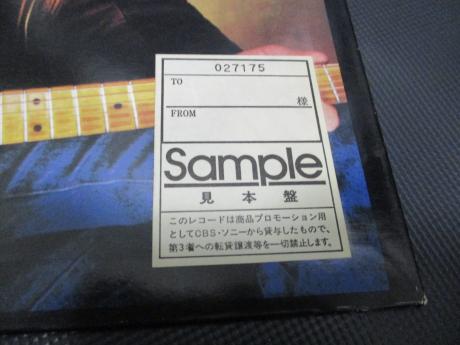 027175
TO
様
FROM
Sample
見本盤
このレコードは商品プロモーション用
としてCBS・ソニーから貸与したもので、
第3者への転貸譲渡等を一切禁止します。